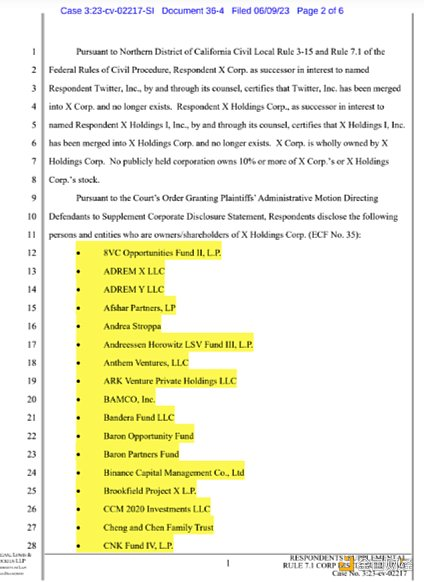 Case 3:23-cv-02217-SI Document 36-4 Filed 06/09/23 Page 2 of 6
1 Pursuant to Northern District of California Civil Local Rule 3-15 and Rule 7.1 of the
2 Federal Rules of Civil Procedure, Respondent X Corp. as successor in interest to named
3 Respondent Twitter, Inc., by and through its counsel, certifies that Twitter, Inc. has been merged
4 into X Corp. and no longer exists. Respondent X Holdings Corp., as successor in interest to
5 named Respondent X Holdings I, Inc., by and through its counsel, certifies that X Holdings I, Inc.
6 has been merged into X Holdings Corp. and no longer exists. X Corp. is wholly owned by X
7 Holdings Corp. No publicly held corporation owns 10% or more of X Corp.'s or X Holdings
8 Corp.'s stock.
9 Pursuant to the Court's Order Granting Plaintiffs' Administrative Motion Directing
10 Defendants to Supplement Corporate Disclosure Statement, Respondents disclose the following
11 persons and entities who are owners/shareholders of X Holdings Corp. (ECF No. 35):
12 • 8VC Opportunities Fund II, L.P.
13 • ADREM X LLC
14 • ADREM Y LLC
15 • Afshar Partners, LP
16 • Andrea Stroppa
17 • Andreessen Horowitz LSV Fund III, L.P.
18 • Anthem Ventures, LLC
19 • ARK Venture Private Holdings LLC
20 • BAMCO, Inc.
21 • Bandera Fund LLC
22 • Baron Opportunity Fund
23 • Baron Partners Fund
24 • Binance Capital Management Co., Ltd
25 • Brookfield Project X L.P.
26 • CCM 2020 Investments LLC
27 • Cheng and Chen Family Trust
28 • CNK Fund IV, L.P.
1
RULE 7.1 CORP
Case No. 3:23-cv-02217